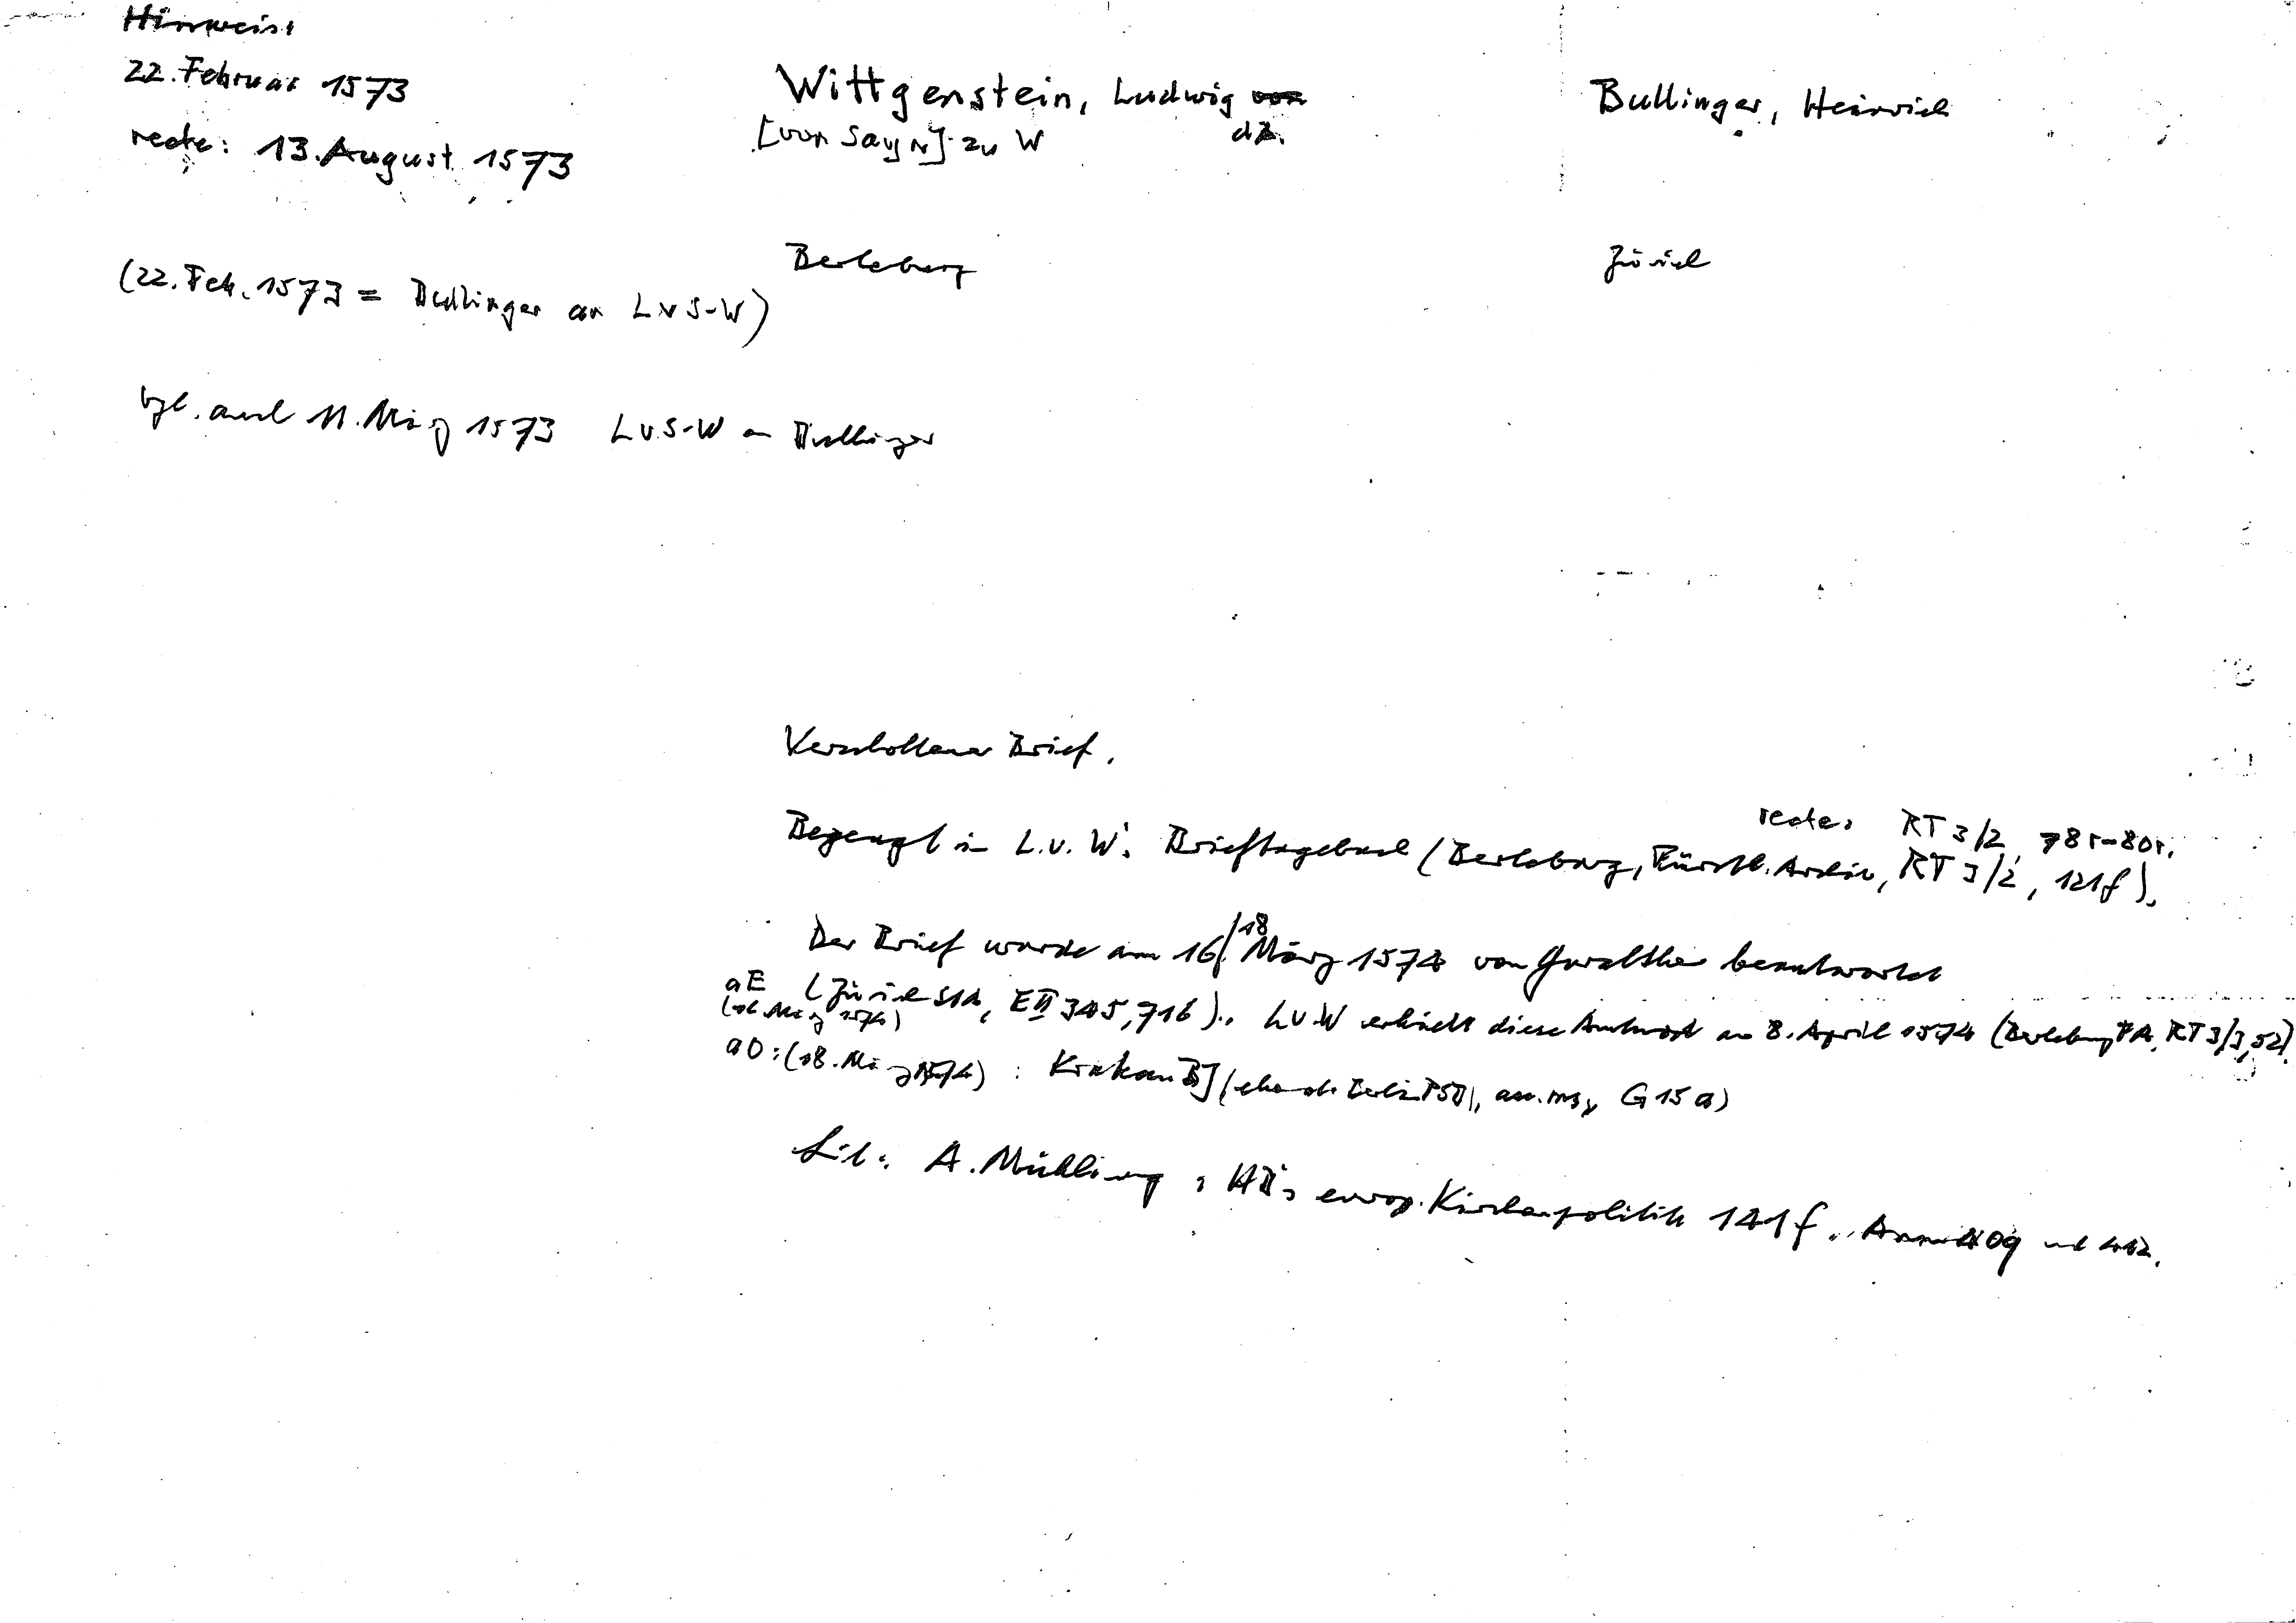 Hinweis:
22. Februar 1573
recte: 13. August 1573
Wittgenstein, Ludwig von
[von Sayn] zu W d.Ä.
Bullinger, Heinrich
Berleburg
Zürich
(22. Feb. 1573 = Bullinger an LvS-W)
vgl. auch 11. März 1573 LvS-W an Bullinger
Verschollener Brief.
recte: RT 3/2, 78r-80r.
Bezeugt in L.v. W's Brieftagebuch (Berleburg, Fürstl. Archiv, RT 3/2, 121f).
Der Brief wurde am 16./18 März 1574 von Gwalther beantwortet
aE (Zürich StA, E II 345, 716). LvW erhielt diese Antwort am 8. April 1574 (Berleburg FA, RT 3/3, 52).
(16. März 1574)
aO: (18. März 1574) : Krakau BJ (ehemals Berlin PSB, G 15 a)
Lit: A. Mühling, HB's europ. Kirchenpolitik 141f. Anm 409 und 412.